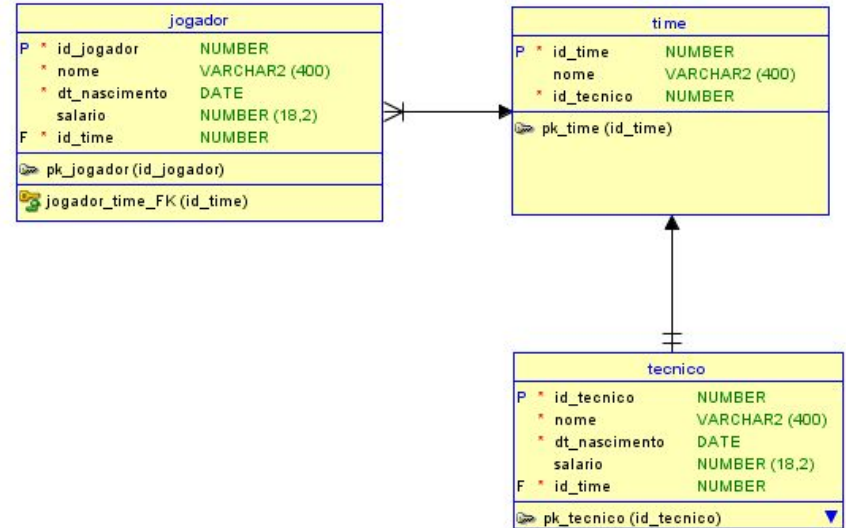 jogador
P * id_jogador NUMBER
* nome VARCHAR2 (400)
* dt_nascimento DATE
salario NUMBER (18,2)
F * id_time NUMBER
pk_jogador (id_jogador)
jogador_time_FK (id_time)
time
P * id_time NUMBER
nome VARCHAR2 (400)
* id_tecnico NUMBER
pk_time (id_time)
tecnico
P * id_tecnico NUMBER
* nome VARCHAR2 (400)
* dt_nascimento DATE
salario NUMBER (18,2)
F * id_time NUMBER
pk_tecnico (id_tecnico)